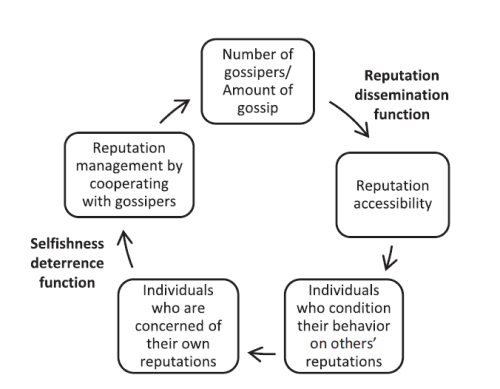 Number of
gossipers/
Amount of
gossip
Reputation
dissemination
function
Reputation
accessibility
Individuals
who condition
their behavior
on others’
reputations
Individuals
who are
concerned of
their own
reputations
Selfishness
deterrence
function
Reputation
management by
cooperating
with gossipers